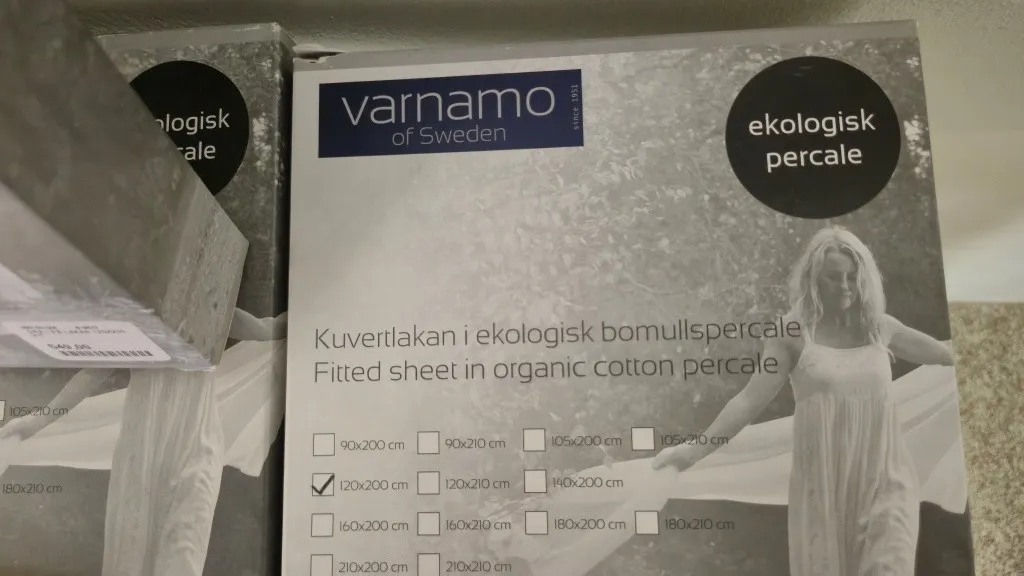 varnamo
of Sweden
since 1951
ekologisk
percale
Kuvertlakan i ekologisk bomullspercale
Fitted sheet in organic cotton percale
90x200 cm
90x210 cm
105x200 cm
105x210 cm
120x200 cm
120x210 cm
140x200 cm
160x200 cm
160x210 cm
180x200 cm
180x210 cm
210x200 cm
210x210 cm
ologisk
cale
105x210 cm
180x210 cm